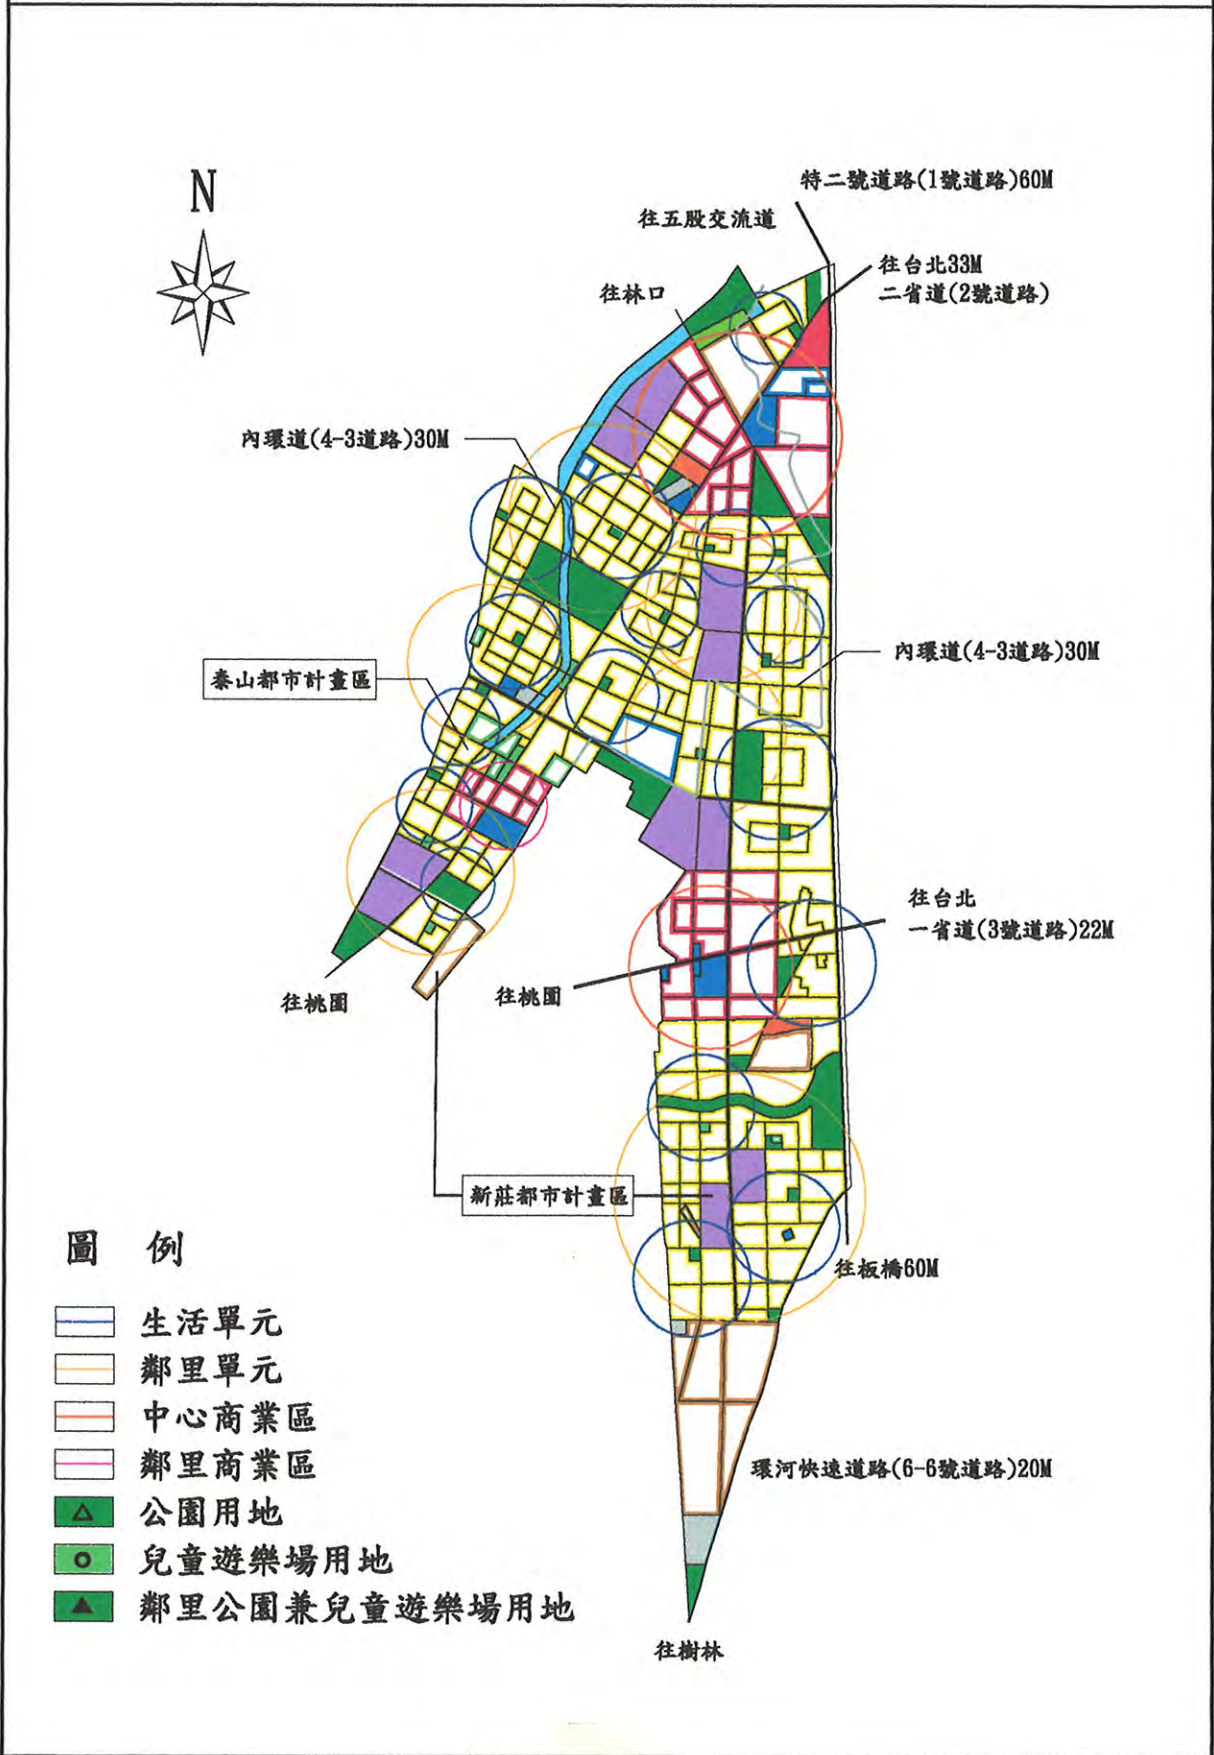 N
特二號道路(1號道路)60M
往五股交流道
往台北33M
二省道(2號道路)
往林口
內環道(4-3道路)30M
內環道(4-3道路)30M
泰山都市計畫區
往台北
一省道(3號道路)22M
往桃園
往桃園
新莊都市計畫區
往板橋60M
圖 例
生活單元
鄰里單元
中心商業區
鄰里商業區
公園用地
兒童遊樂場用地
鄰里公園兼兒童遊樂場用地
環河快速道路(6-6號道路)20M
往樹林